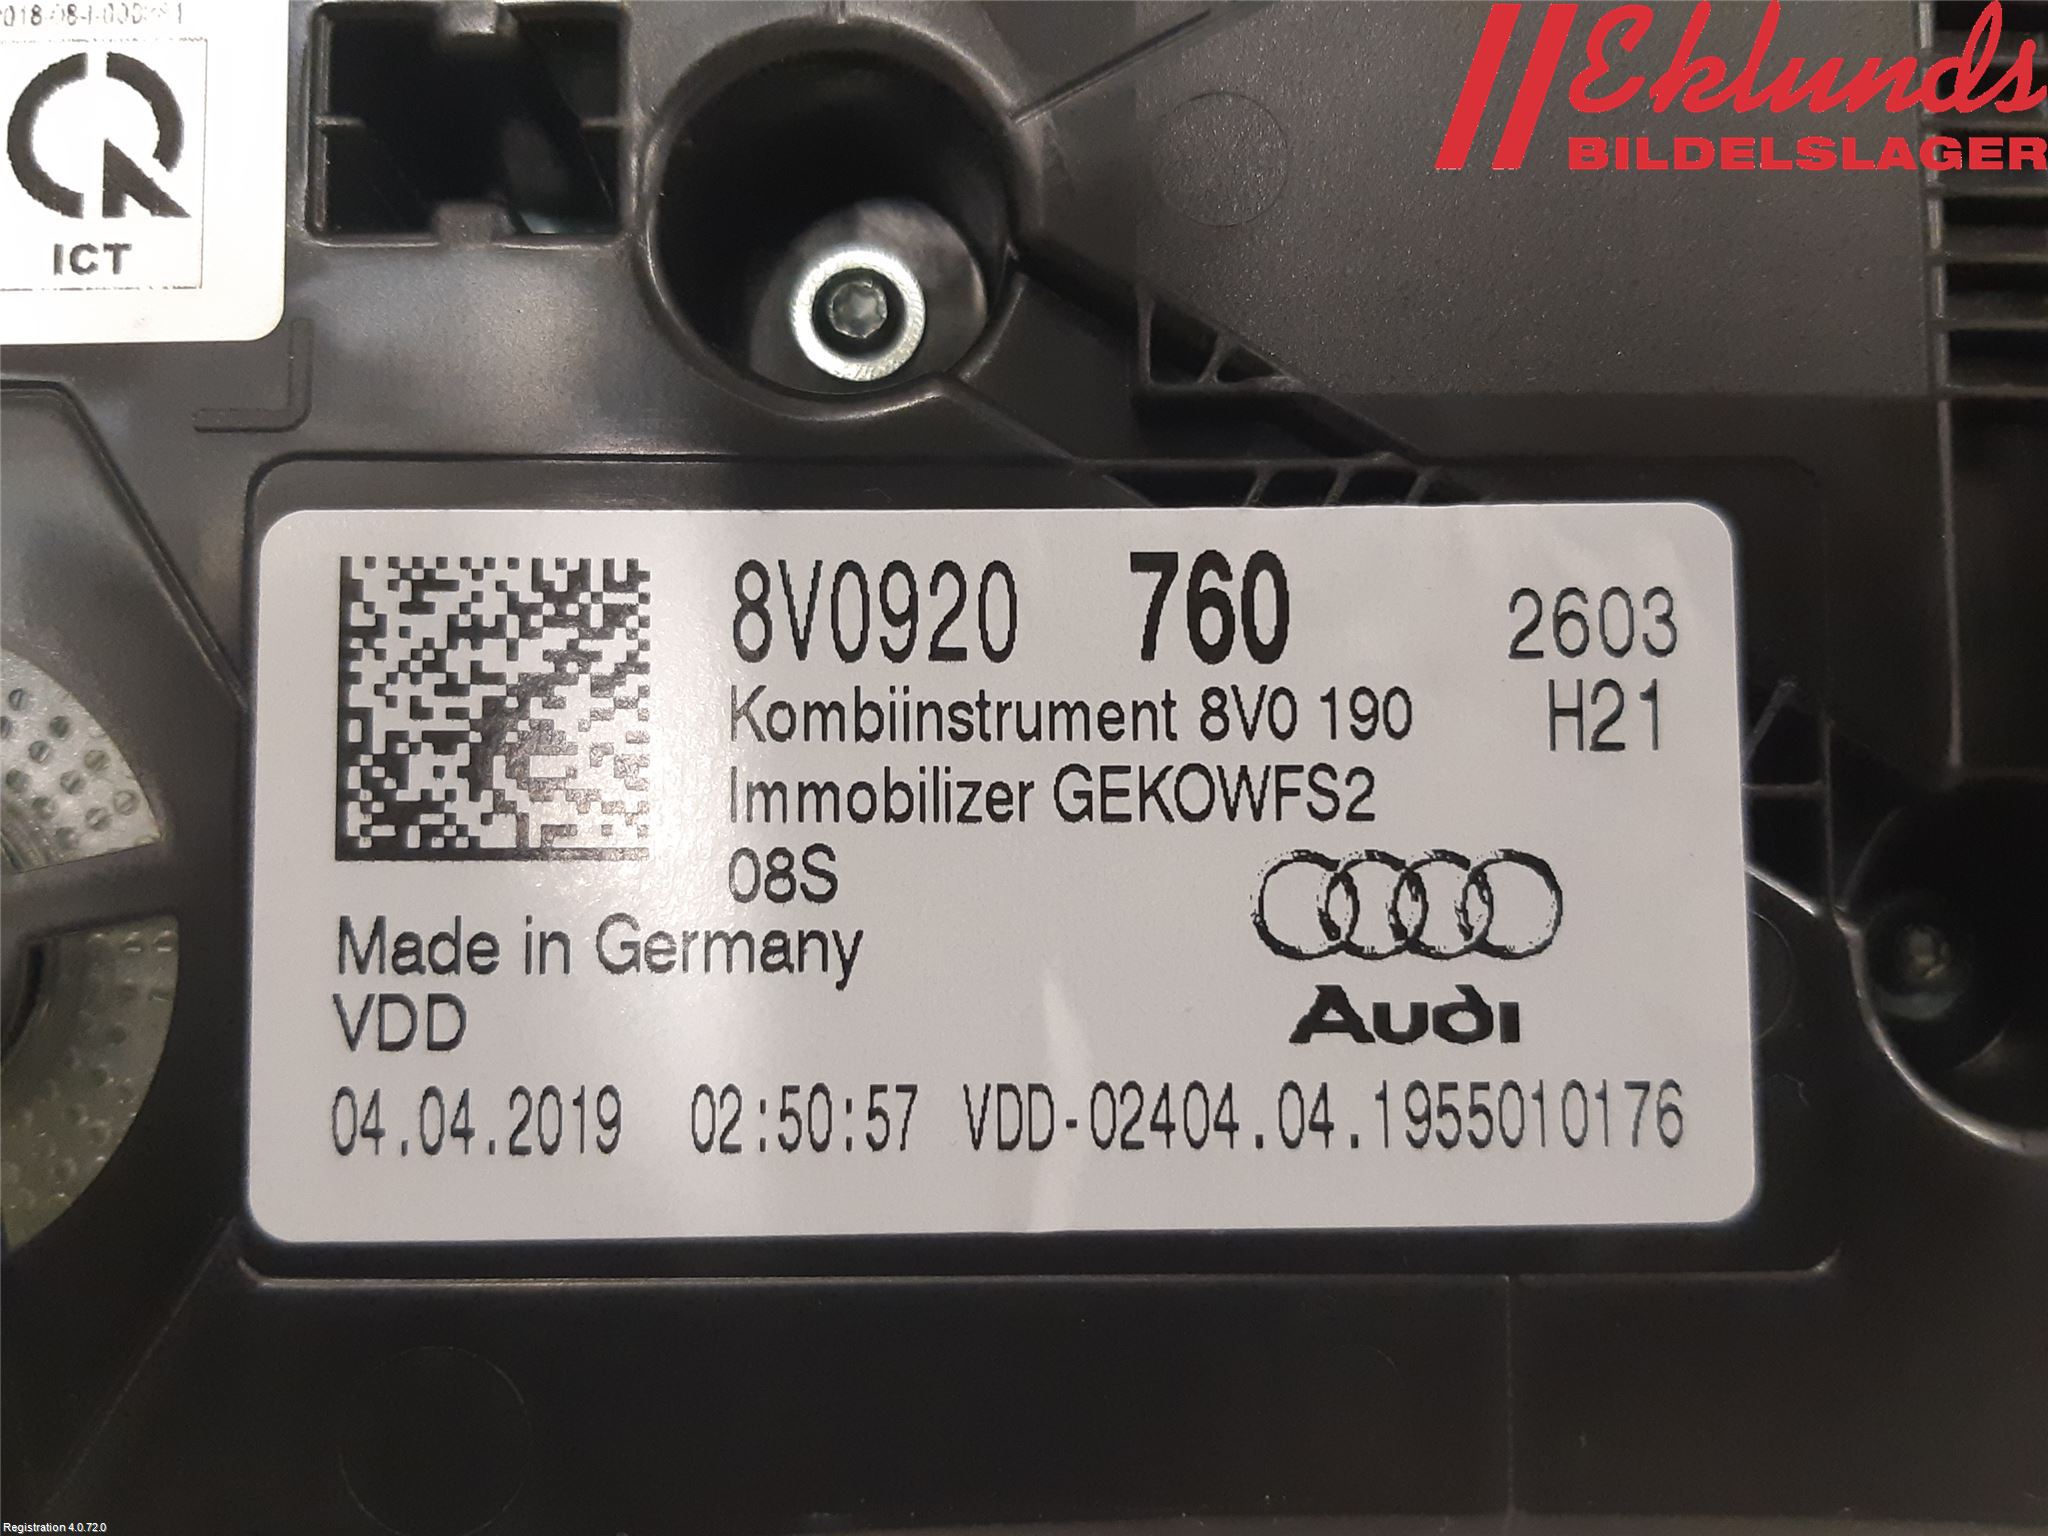 ICT
Eklunds
BILDELSLAGER
8V0920 760 2603
Kombiinstrument 8V0 190 H21
Immobilizer GEKOWFS2
08S
Made in Germany
VDD
Audi
04.04.2019 02:50:57 VDD-02404.04.1955010176
Registration 4.0.72.0